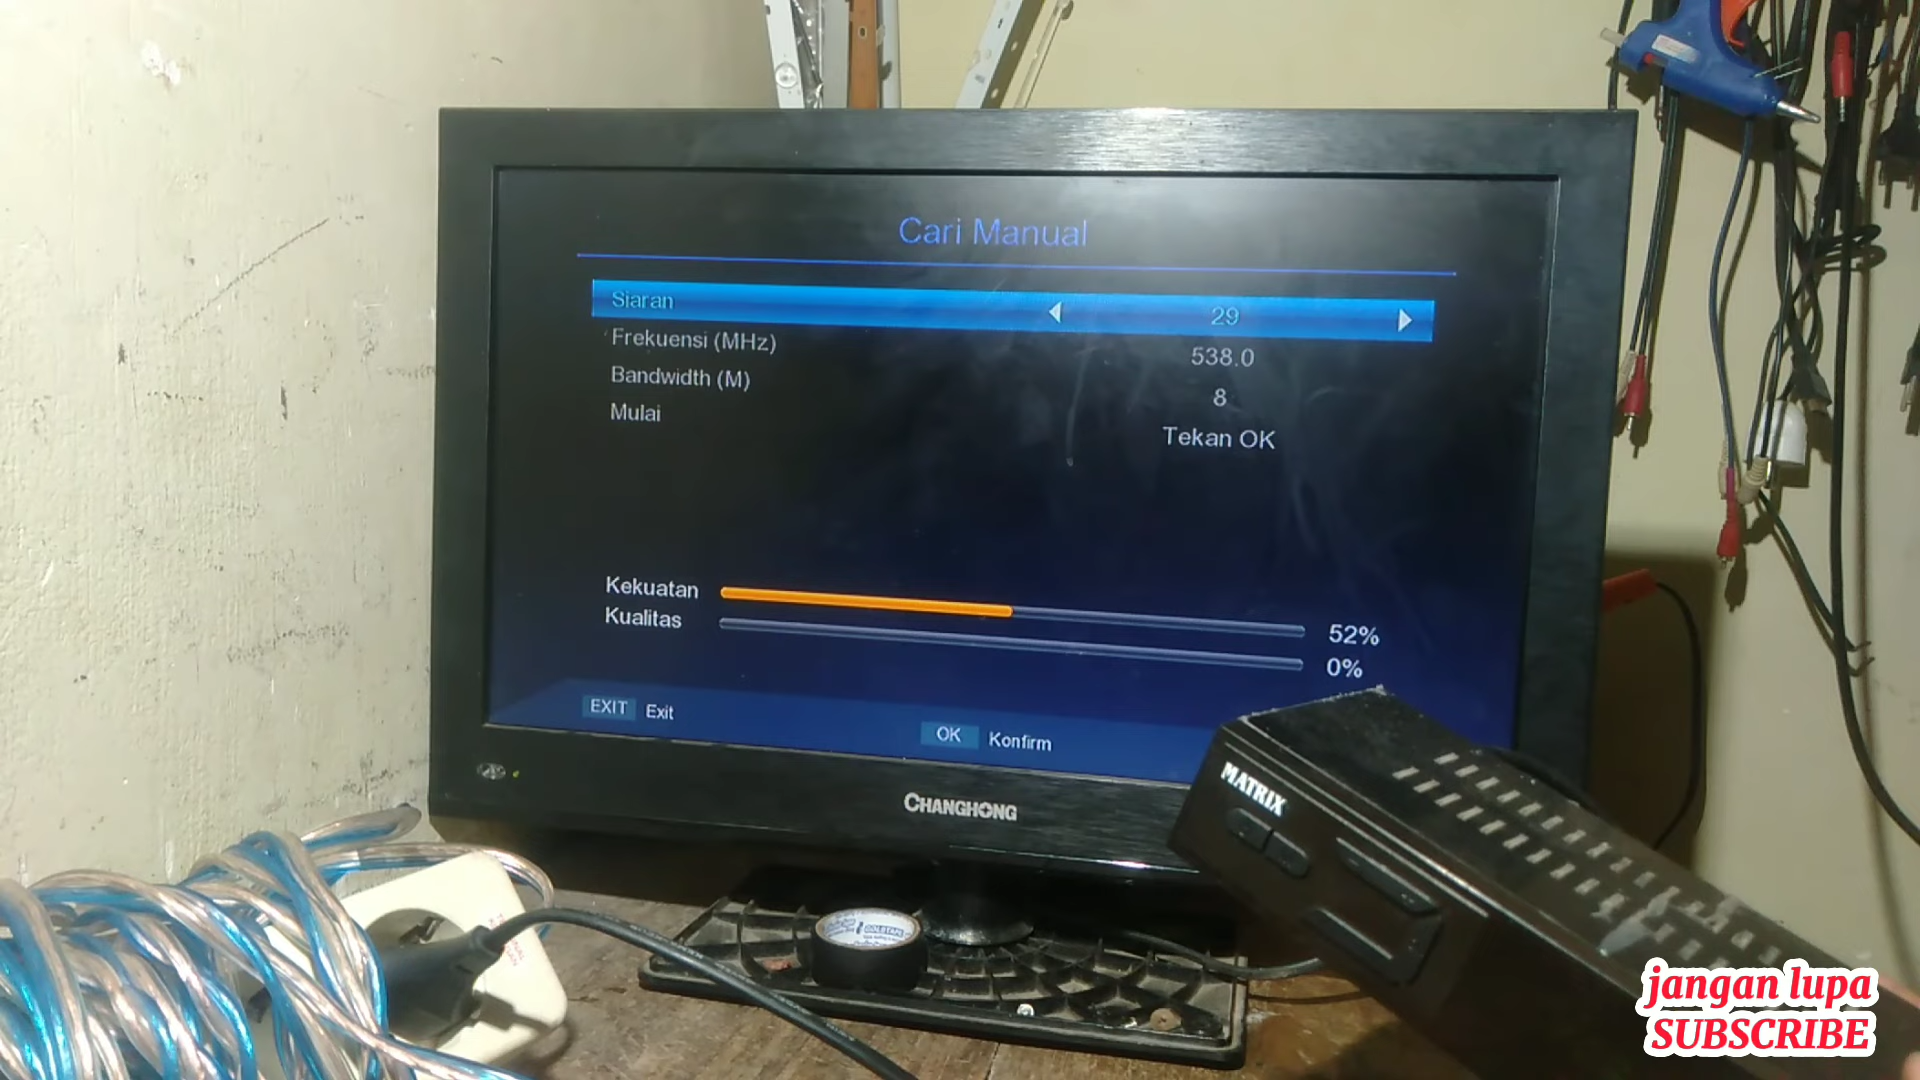 Cari Manual
Siaran 29
Frekuensi (MHz) 538.0
Bandwidth (M) 8
Mulai Tekan OK
Kekuatan 52%
Kualitas 0%
EXIT Exit
OK Konfirm
MATRIX
CHANGHONG
GOLDTAPE
jangan lupa
SUBSCRIBE